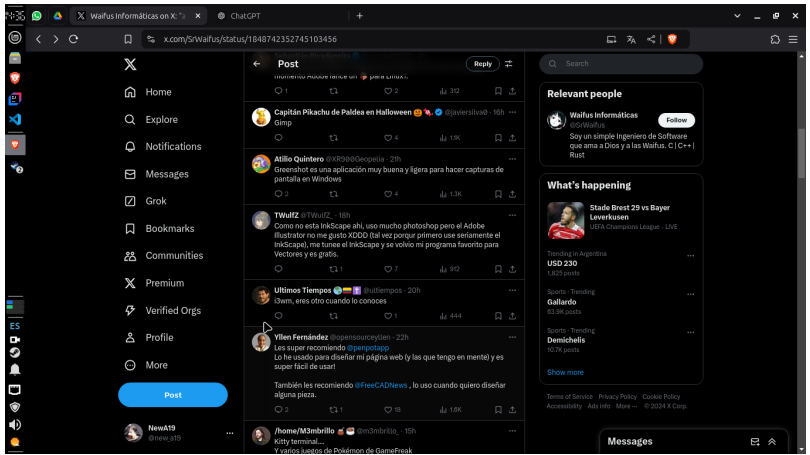 Waifus Informáticas on X: "a
ChatGPT
x.com/SrWaifus/status/1848742352745103456
Home
Explore
Notifications
Messages
Grok
Bookmarks
Communities
Premium
Verified Orgs
Profile
More
Post
NewA19
@new_a19
ES
Post
Reply
momento Adobe lance un para Linux?.
1
2
312
Capitán Pikachu de Paldea en Halloween @javiersilva0 · 16h
Gimp
4
1.1K
Atilio Quintero @XR900Geopelia · 21h
Greenshot es una aplicación muy buena y ligera para hacer capturas de
pantalla en Windows
2
4
1.3K
TWulfZ @TWulfZ_ · 18h
Como no esta InkScape ahi, uso mucho photoshop pero el Adobe
Illustrator no me gusto XDDD (tal vez porqur primero use seriamente el
InkScape), me tunee el InkScape y se volvio mi programa favorito para
Vectores y es gratis.
1
7
912
Ultimos Tiempos @ultiempos · 20h
i3wm, eres otro cuando lo conoces
1
444
Yllen Fernández @opensourceyllen · 22h
Les super recomiendo @penpotapp
Lo he usado para diseñar mi página web (y las que tengo en mente) y es
super fácil de usar!
También les recomiendo @FreeCADNews , lo uso cuando quiero diseñar
alguna pieza.
2
1
18
1.6K
/home/M3mbrillo @m3mbrillo_ · 15h
Kitty terminal....
Y varios juegos de Pokémon de GameFreak
Search
Relevant people
Waifus Informáticas
@SrWaifus
Follow
Soy un simple Ingeniero de Software
que ama a Dios y a las Waifus. C | C++ |
Rust
What's happening
Stade Brest 29 vs Bayer
Leverkusen
UEFA Champions League · LIVE
Trending in Argentina
USD 230
1,825 posts
Sports · Trending
Gallardo
63.9K posts
Sports · Trending
Demichelis
10.7K posts
Show more
Terms of Service Privacy Policy Cookie Policy
Accessibility Ads info More ··· © 2024 X Corp.
Messages